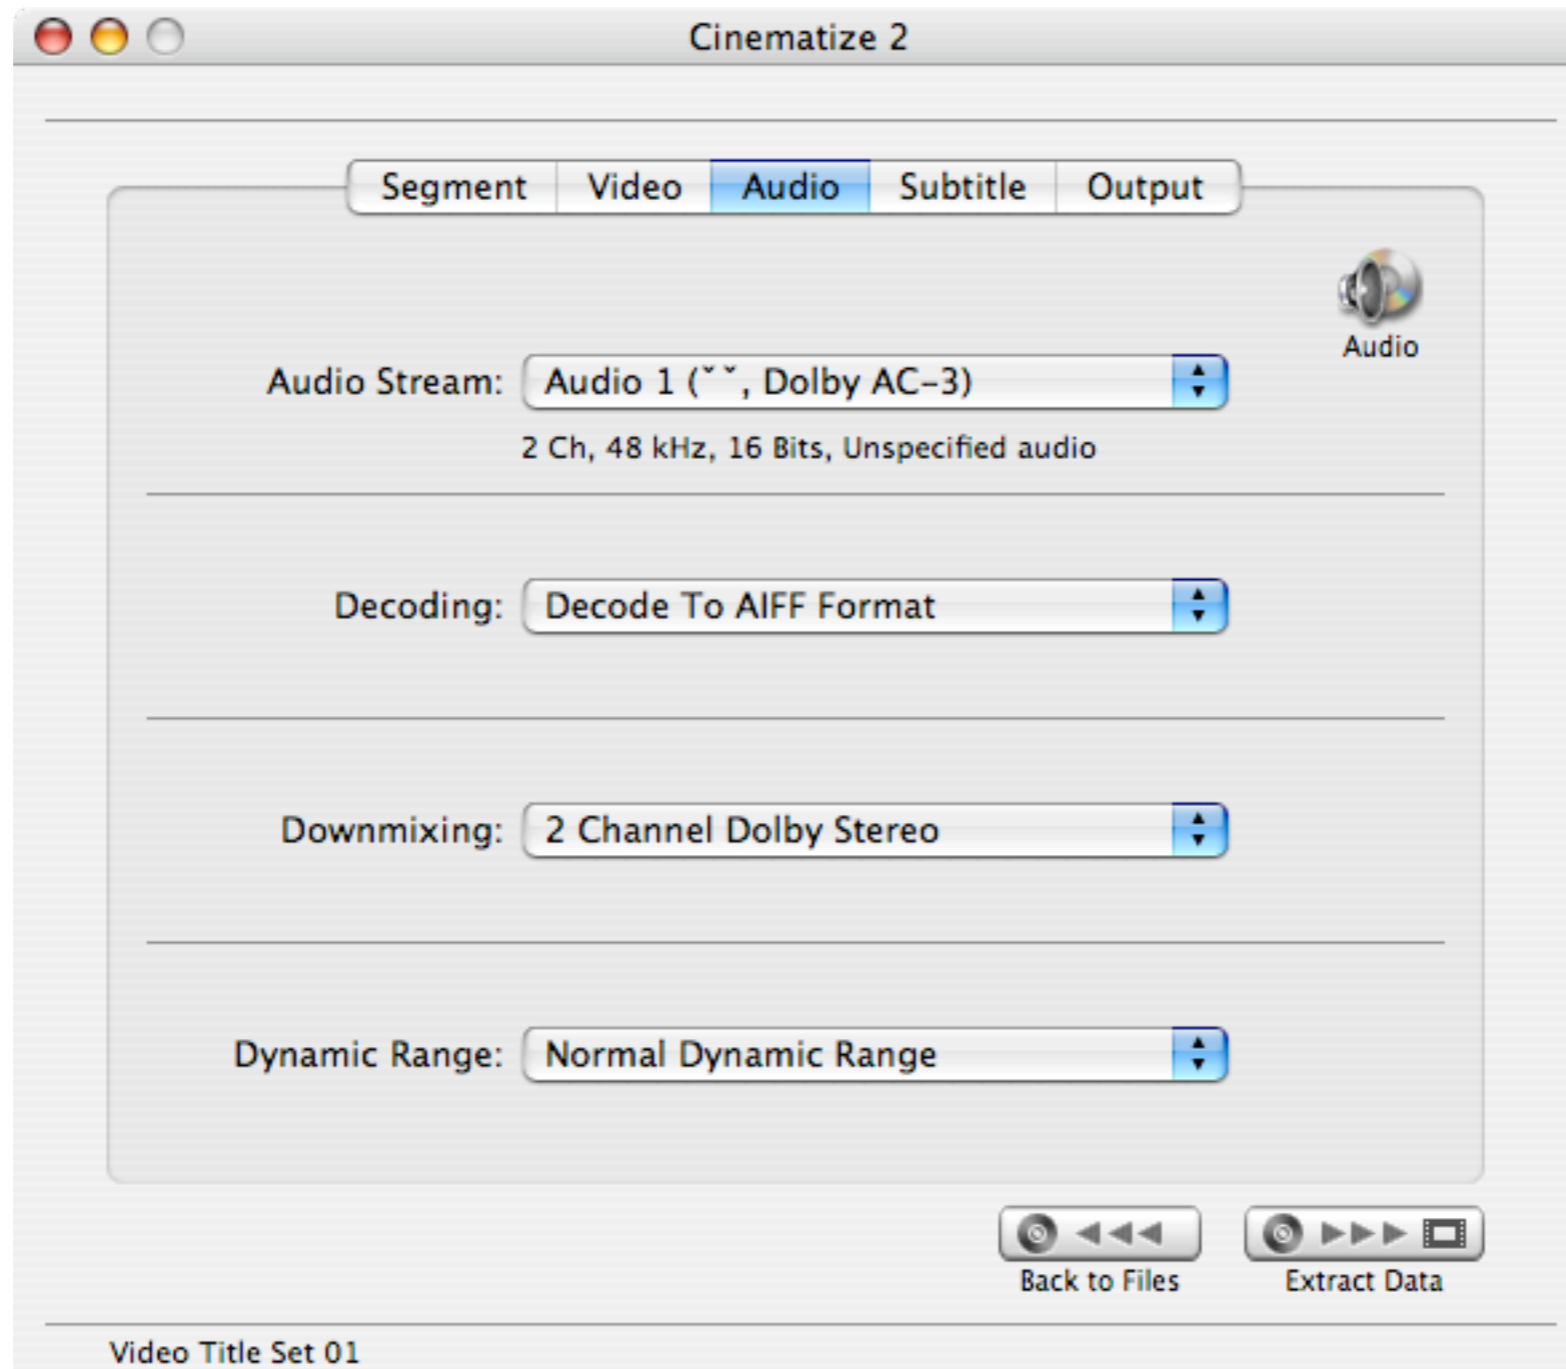 Cinematize 2
Segment Video Audio Subtitle Output
Audio
Audio Stream: Audio 1 (ˇˇ, Dolby AC-3)
2 Ch, 48 kHz, 16 Bits, Unspecified audio
Decoding: Decode To AIFF Format
Downmixing: 2 Channel Dolby Stereo
Dynamic Range: Normal Dynamic Range
Back to Files Extract Data
Video Title Set 01